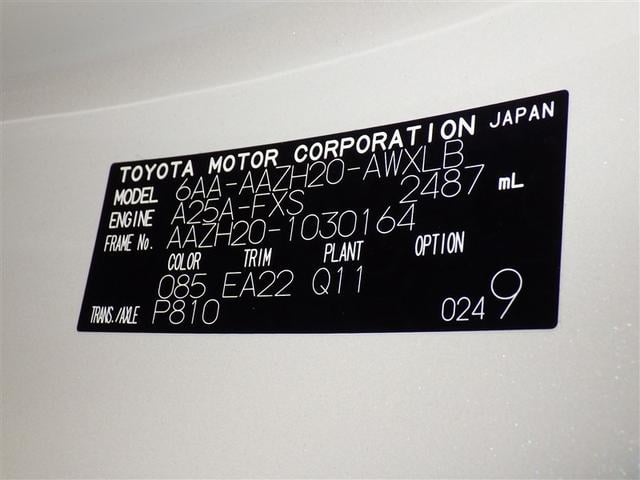 TOYOTA MOTOR CORPORATION JAPAN
MODEL 6AA-AAZH20-AWXLB
ENGINE A25A-FXS 2487 mL
FRAME No. AAZH20-1030164
COLOR TRIM PLANT OPTION
085 EA22 Q11
TRANS./AXLE P810 0249